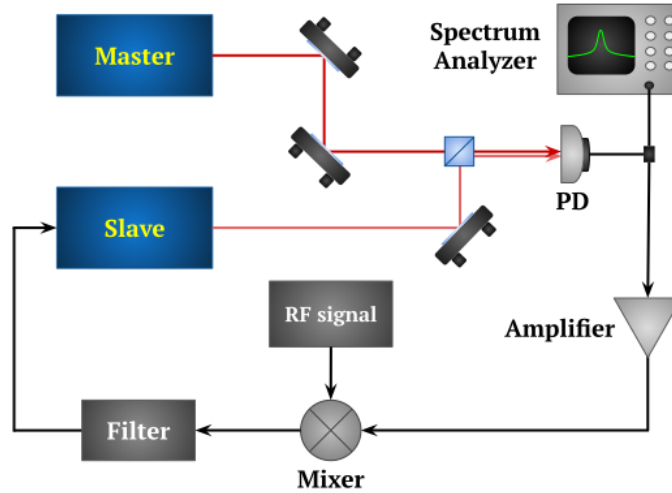 Master
Spectrum
Analyzer
PD
Slave
RF signal
Amplifier
Filter
Mixer